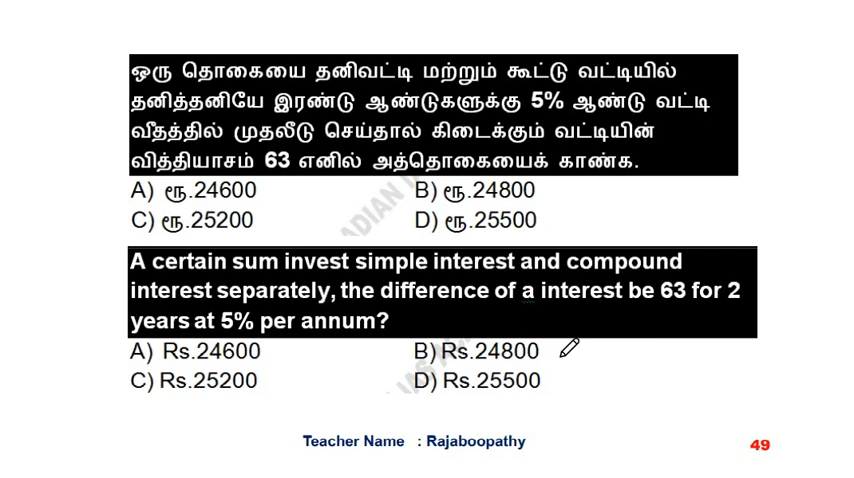 ஒரு தொகையை தனிவட்டி மற்றும் கூட்டு வட்டியில்
தனித்தனியே இரண்டு ஆண்டுகளுக்கு 5% ஆண்டு வட்டி
வீதத்தில் முதலீடு செய்தால் கிடைக்கும் வட்டியின்
வித்தியாசம் 63 எனில் அத்தொகையைக் காண்க.
A) ரூ.24600 B) ரூ.24800
C) ரூ.25200 D) ரூ.25500
A certain sum invest simple interest and compound
interest separately, the difference of a interest be 63 for 2
years at 5% per annum?
A) Rs.24600 B) Rs.24800
C) Rs.25200 D) Rs.25500
Teacher Name : Rajaboopathy
49